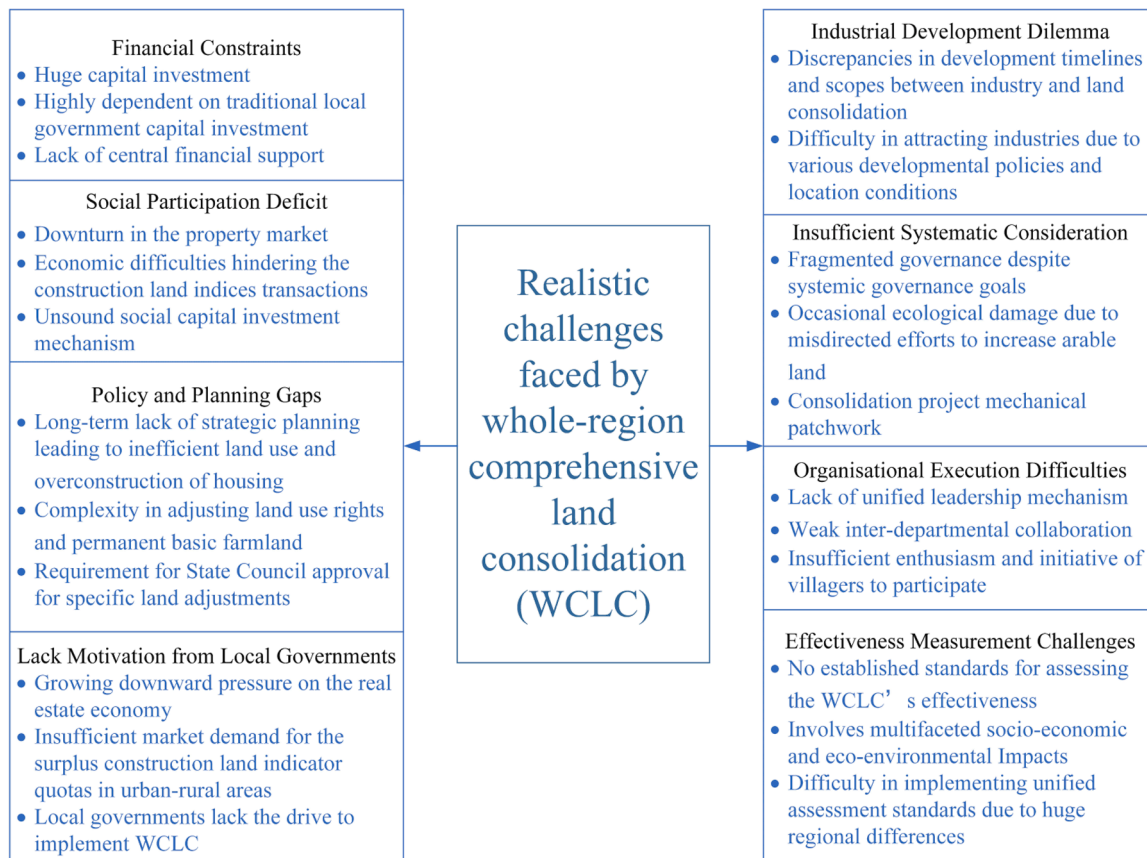 Financial Constraints
• Huge capital investment
• Highly dependent on traditional local
government capital investment
• Lack of central financial support
Social Participation Deficit
• Downturn in the property market
• Economic difficulties hindering the
construction land indices transactions
• Unsound social capital investment
mechanism
Policy and Planning Gaps
• Long-term lack of strategic planning
leading to inefficient land use and
overconstruction of housing
• Complexity in adjusting land use rights
and permanent basic farmland
• Requirement for State Council approval
for specific land adjustments
Lack Motivation from Local Governments
• Growing downward pressure on the real
estate economy
• Insufficient market demand for the
surplus construction land indicator
quotas in urban-rural areas
• Local governments lack the drive to
implement WCLC
Realistic
challenges
faced by
whole-region
comprehensive
land
consolidation
(WCLC)
Industrial Development Dilemma
• Discrepancies in development timelines
and scopes between industry and land
consolidation
• Difficulty in attracting industries due to
various developmental policies and
location conditions
Insufficient Systematic Consideration
• Fragmented governance despite
systemic governance goals
• Occasional ecological damage due to
misdirected efforts to increase arable
land
• Consolidation project mechanical
patchwork
Organisational Execution Difficulties
• Lack of unified leadership mechanism
• Weak inter-departmental collaboration
• Insufficient enthusiasm and initiative of
villagers to participate
Effectiveness Measurement Challenges
• No established standards for assessing
the WCLC’s effectiveness
• Involves multifaceted socio-economic
and eco-environmental Impacts
• Difficulty in implementing unified
assessment standards due to huge
regional differences